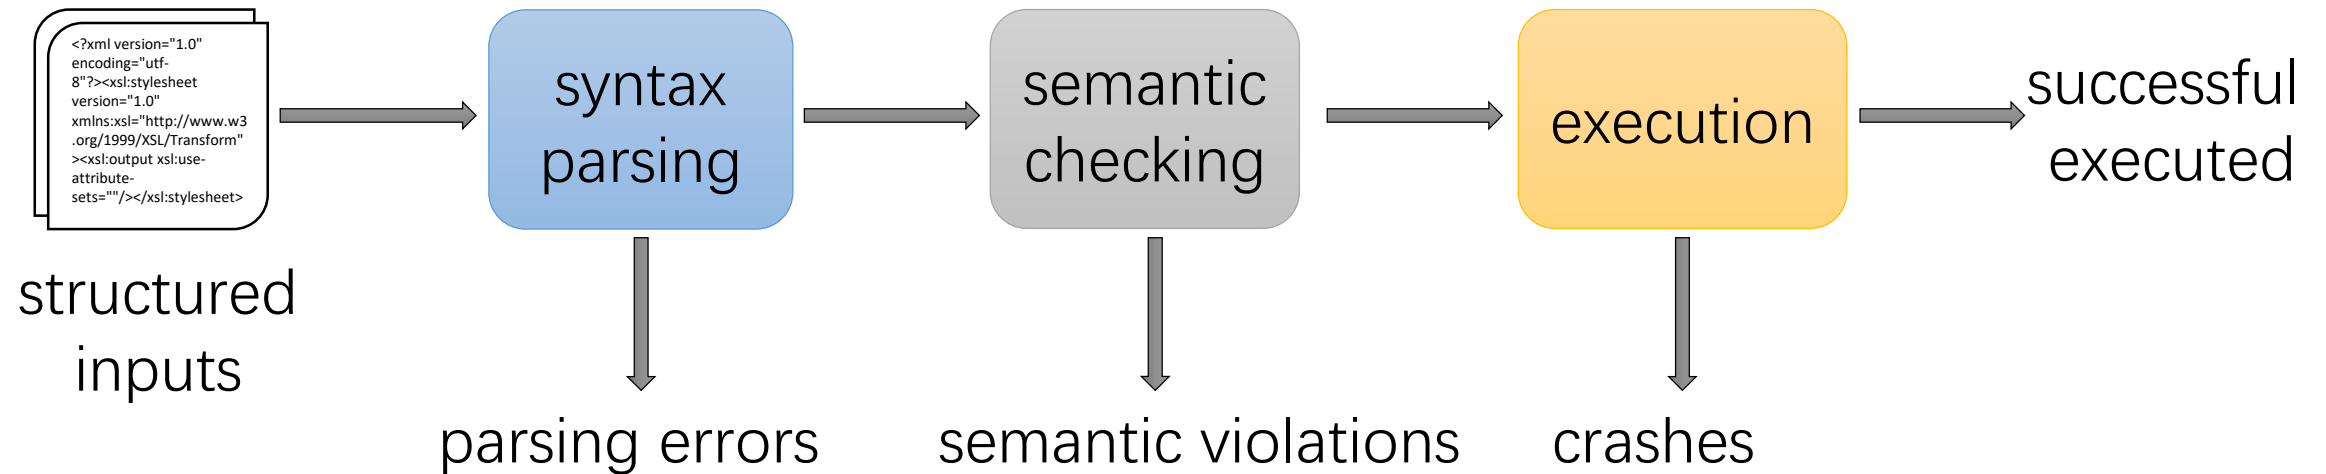 <?xml version="1.0"
encoding="utf-
8"?><xsl:stylesheet
version="1.0"
xmlns:xsl="http://www.w3
.org/1999/XSL/Transform"
><xsl:output xsl:use-
attribute-
sets=""/></xsl:stylesheet>
structured
inputs
syntax
parsing
parsing errors
semantic
checking
semantic violations
execution
crashes
successful
executed